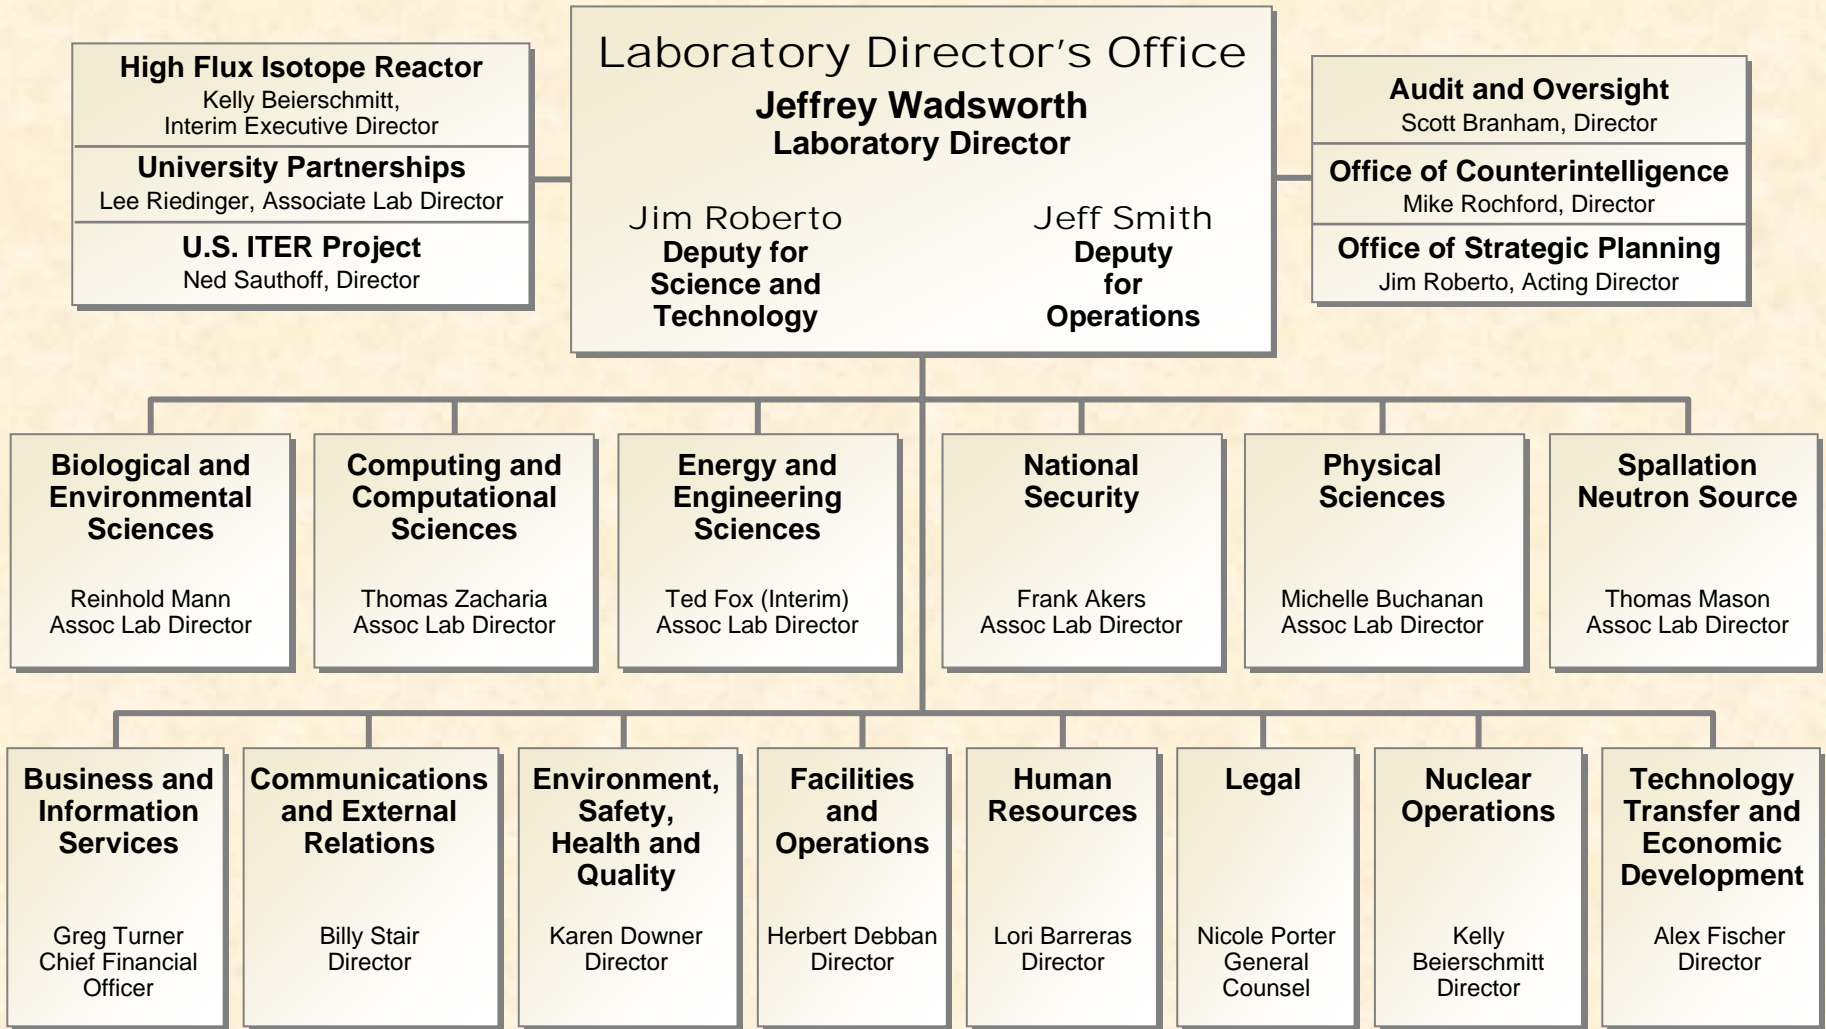 Laboratory Director's Office
Jeffrey Wadsworth
Laboratory Director
Jim Roberto
Deputy for
Science and
Technology
Jeff Smith
Deputy
for
Operations
High Flux Isotope Reactor
Kelly Beierschmitt,
Interim Executive Director
University Partnerships
Lee Riedinger, Associate Lab Director
U.S. ITER Project
Ned Sauthoff, Director
Audit and Oversight
Scott Branham, Director
Office of Counterintelligence
Mike Rochford, Director
Office of Strategic Planning
Jim Roberto, Acting Director
Biological and
Environmental
Sciences
Reinhold Mann
Assoc Lab Director
Computing and
Computational
Sciences
Thomas Zacharia
Assoc Lab Director
Energy and
Engineering
Sciences
Ted Fox (Interim)
Assoc Lab Director
National
Security
Frank Akers
Assoc Lab Director
Physical
Sciences
Michelle Buchanan
Assoc Lab Director
Spallation
Neutron Source
Thomas Mason
Assoc Lab Director
Business and
Information
Services
Greg Turner
Chief Financial
Officer
Communications
and External
Relations
Billy Stair
Director
Environment,
Safety,
Health and
Quality
Karen Downer
Director
Facilities
and
Operations
Herbert Debban
Director
Human
Resources
Lori Barreras
Director
Legal
Nicole Porter
General
Counsel
Nuclear
Operations
Kelly
Beierschmitt
Director
Technology
Transfer and
Economic
Development
Alex Fischer
Director